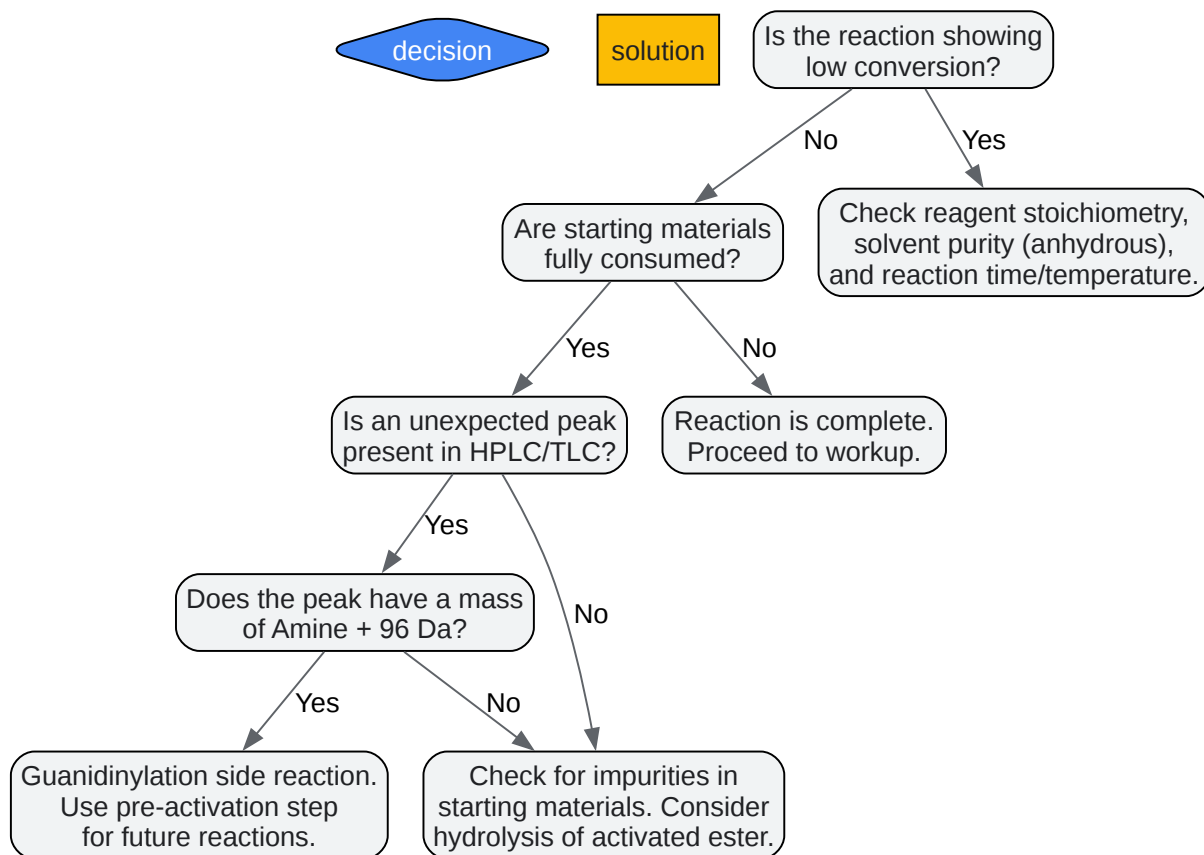 decision
solution
Is the reaction showing
low conversion?
No
Yes
Are starting materials
fully consumed?
Check reagent stoichiometry,
solvent purity (anhydrous),
and reaction time/temperature.
Yes
No
Is an unexpected peak
present in HPLC/TLC?
Reaction is complete.
Proceed to workup.
Yes
No
Does the peak have a mass
of Amine + 96 Da?
Yes
No
Guanidinylation side reaction.
Use pre-activation step
for future reactions.
Check for impurities in
starting materials. Consider
hydrolysis of activated ester.